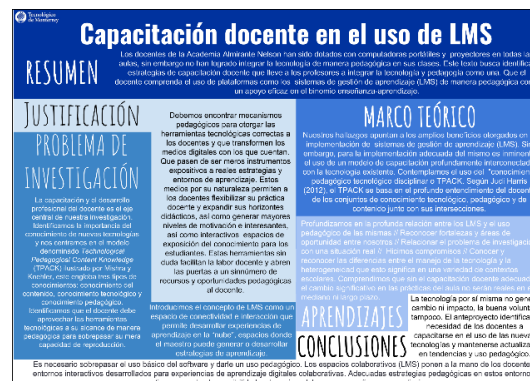 Tecnológico
de Monterrey
Capacitación docente en el uso de LMS
RESUMEN
Los docentes de la Academia Almirante Nelson han sido dotados con computadoras portátiles y proyectores en todas la
aulas, sin embargo no han logrado integrar la tecnología de manera pedagógica en sus clases. Este texto busca identifica
estrategias de capacitación docente que lleve a los profesores a integrar la tecnología y pedagogía como una. Que el
docente comprenda el uso de plataformas como los sistemas de gestión de aprendizaje (LMS) de manera pedagógica com
un apoyo eficaz en el binomio enseñanza-aprendizaje.
JUSTIFICACIÓN
PROBLEMA DE
INVESTIGACIÓN
La capacitación y el desarrollo
profesional del docente es el eje
central de nuestra investigación.
Identificamos la importancia del
conocimiento de nuevas tecnologías
y nos centramos en el modelo
denominado Technological
Pedagogical Content Knowledge
(TPACK) ilustrado por Mishra y
Koehler, este engloba tres tipos de
conocimientos: conocimiento del
contenido, conocimiento tecnológico y
conocimiento pedagógico.
Identificamos que el docente debe
aprovechar las herramientas
tecnológicas a su alcance de manera
pedagógica para sobrepasar su mera
capacidad de reproducción.
Debemos encontrar mecanismos
pedagógicos para otorgar las
herramientas tecnológicas correctas a
los docentes y que transformen los
medios digitales con los que cuentan.
Que pasen de ser meros instrumentos
expositivos a reales estrategias y
entornos de aprendizaje. Estos
medios por su naturaleza permiten a
los docentes flexibilizar su práctica
docente y expandir sus horizontes
didácticos, así como generar mayores
niveles de motivación e interesantes,
así como interactivos espacios de
exposición del conocimiento para los
estudiantes. Estas herramientas sin
duda facilitan la labor docente y abren
las puertas a un sinnúmero de
recursos y oportunidades pedagógicas
al docente.
Introducimos el concepto de LMS como un
espacio de conectividad e interacción que
permite desarrollar experiencias de
aprendizaje en la "nube", espacios donde
el maestro puede generar o desarrollar
estrategias de aprendizaje.
MARCO TEÓRICO
Nuestros hallazgos apuntan a los amplios beneficios otorgados en
implementación de sistemas de gestión de aprendizaje (LMS). Sin
embargo, para la implementación adecuada del mismo es inminent
el uso de un modelo de capacitación profundamente interconectad
con la tecnología existente. Contemplamos el uso del "conocimien
pedagógico tecnológico disciplinar o TPACK. Según Judi Harris
(2012), el TPACK se basa en el profundo entendimiento del docent
de los conjuntos de conocimiento tecnológico, pedagógico y de
contenido junto con sus intersecciones.
Profundizamos en la profunda relación entre los LMS y el uso
pedagógico de las mismas // Reconocer fortalezas y áreas de
oportunidad entre nosotros // Relacionar el problema de investigació
con una situación real © Hicimos compromisos // Conocer y
reconocer las diferencias entre el manejo de la tecnología y la
heterogeneidad que esto significa en una variedad de contextos
escolares. Comprendimos que sin el capacitación docente adecuado
el cambio significativo en las prácticas del aula no serán reales en el
mediano ni largo plazo.
APRENDIZAJES
CONCLUSIONES
La tecnología por sí misma no gene
cambio ni impacto, la buena volunt
tampoco. El anteproyecto identifica
necesidad de los docentes a
capacitarse en el uso de las nueva
tecnologías y mantenerse actualiza
en tendencias y uso pedagógico.
Es necesario sobrepasar el uso básico del software y darle un uso pedagógico. Los espacios colaborativos (LMS) ponen a la mano de los docent
entornos interactivos desarrollados para experiencias de aprendizaje digitales colaborativas. Adecuadas estrategias pedagógicas en estos entorno